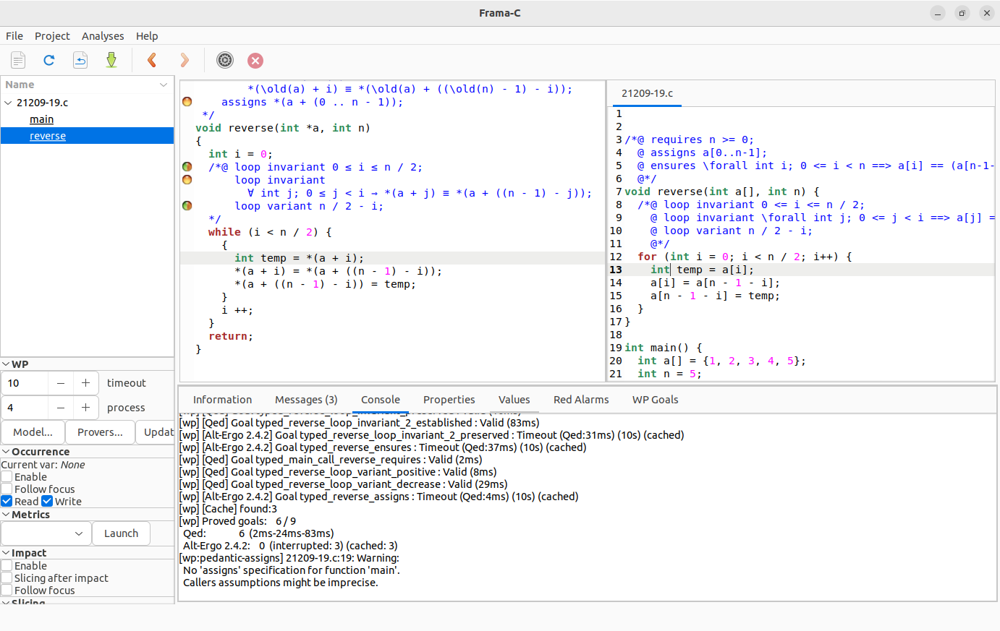 Frama-C
File Project Analyses Help
Name
21209-19.c
main
reverse
WP
10 timeout
4 process
Model... Provers... Updat
Occurrence
Current var: None
Enable
Follow focus
Read Write
Metrics
Launch
Impact
Enable
Slicing after impact
Follow focus
Slicing
*(\old(a) + i) ≡ *(\old(a) + ((\old(n) - 1) - i));
assigns *(a + (0 .. n - 1));
*/
void reverse(int *a, int n)
{
int i = 0;
/*@ loop invariant 0 ≤ i ≤ n / 2;
loop invariant
∀ int j; 0 ≤ j < i ⇒ *(a + j) ≡ *(a + ((n - 1) - j));
loop variant n / 2 - i;
*/
while (i < n / 2) {
{
int temp = *(a + i);
*(a + i) = *(a + ((n - 1) - i));
*(a + ((n - 1) - i)) = temp;
}
i ++;
}
return;
}
21209-19.c
1
2
3 /*@ requires n >= 0;
4 @ assigns a[0..n-1];
5 @ ensures \forall int i; 0 <= i < n ==> a[i] == (a[n-1-
6 @*/
7 void reverse(int a[], int n) {
8 /*@ loop invariant 0 <= i <= n / 2;
9 @ loop invariant \forall int j; 0 <= j < i ==> a[j] =
10 @ loop variant n / 2 - i;
11 @*/
12 for (int i = 0; i < n / 2; i++) {
13 int temp = a[i];
14 a[i] = a[n - 1 - i];
15 a[n - 1 - i] = temp;
16 }
17 }
18
19 int main() {
20 int a[] = {1, 2, 3, 4, 5};
21 int n = 5;
Information Messages (3) Console Properties Values Red Alarms WP Goals
[wp] [Qed] Goal typed_reverse_loop_invariant_2_established : Valid (83ms)
[wp] [Alt-Ergo 2.4.2] Goal typed_reverse_loop_invariant_2_preserved : Timeout (Qed:31ms) (10s) (cached)
[wp] [Alt-Ergo 2.4.2] Goal typed_reverse_ensures : Timeout (Qed:37ms) (10s) (cached)
[wp] [Qed] Goal typed_main_call_reverse_requires : Valid (2ms)
[wp] [Qed] Goal typed_reverse_loop_variant_positive : Valid (8ms)
[wp] [Qed] Goal typed_reverse_loop_variant_decrease : Valid (29ms)
[wp] [Alt-Ergo 2.4.2] Goal typed_reverse_assigns : Timeout (Qed:4ms) (10s) (cached)
[wp] [Cache] found:3
[wp] Proved goals: 6 / 9
Qed: 6 (2ms-24ms-83ms)
Alt-Ergo 2.4.2: 0 (interrupted: 3) (cached: 3)
[wp:pedantic-assigns] 21209-19.c:19: Warning:
No 'assigns' specification for function 'main'.
Callers assumptions might be imprecise.